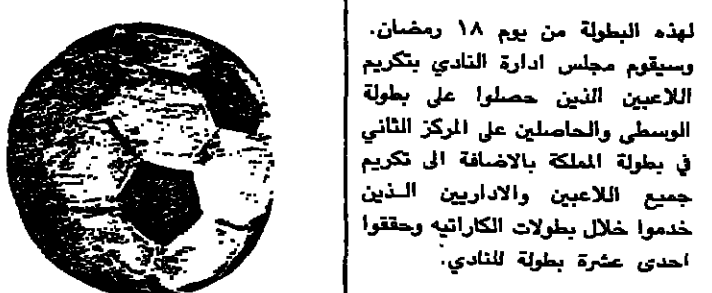 لهذه البطولة من يوم ١٨ رمضان.
وسيقوم مجلس ادارة النادي بتكريم
اللاعبين الذين حصلوا على بطولة
الوسطى والحاصلين على المركز الثاني
في بطولة المملكة بالاضافة الى تكريم
جميع اللاعبين والاداريين الـذين
خدموا خلال بطولات الكاراتيه وحققوا
احدى عشرة بطولة للنادي.